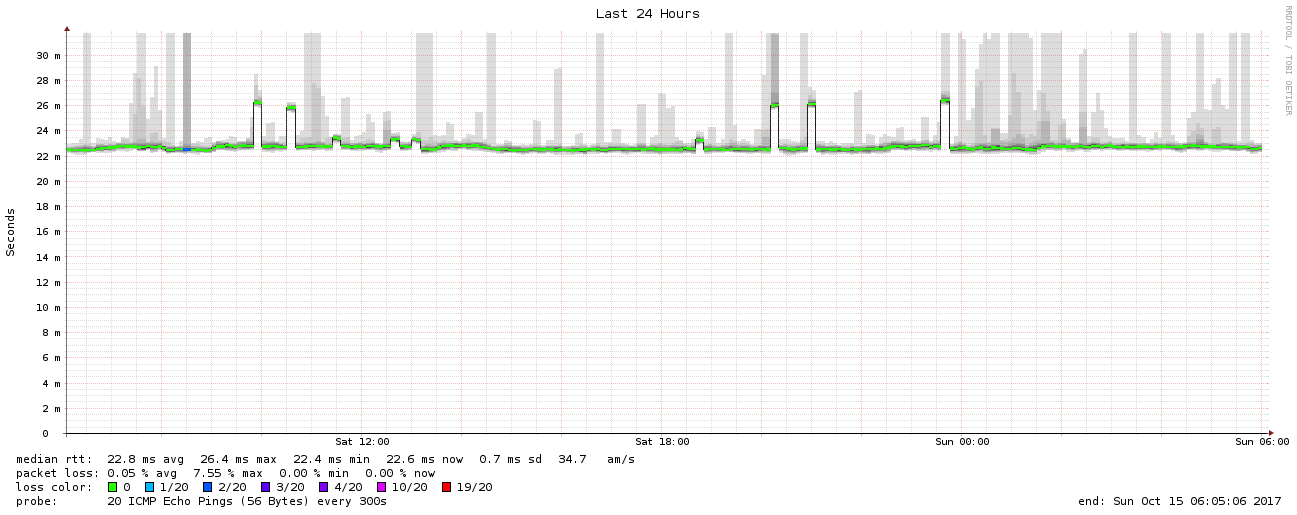 Last 24 Hours
RRDTOOL / TOBI OETIKER
Seconds
30 m
28 m
26 m
24 m
22 m
20 m
18 m
16 m
14 m
12 m
10 m
8 m
6 m
4 m
2 m
0
Sat 12:00 Sat 18:00 Sun 00:00 Sun 06:00
median rtt: 22.8 ms avg 26.4 ms max 22.4 ms min 22.6 ms now 0.7 ms sd 34.7 am/s
packet loss: 0.05 % avg 7.55 % max 0.00 % min 0.00 % now
loss color: 0 1/20 2/20 3/20 4/20 10/20 19/20
probe: 20 ICMP Echo Pings (56 Bytes) every 300s end: Sun Oct 15 06:05:06 2017